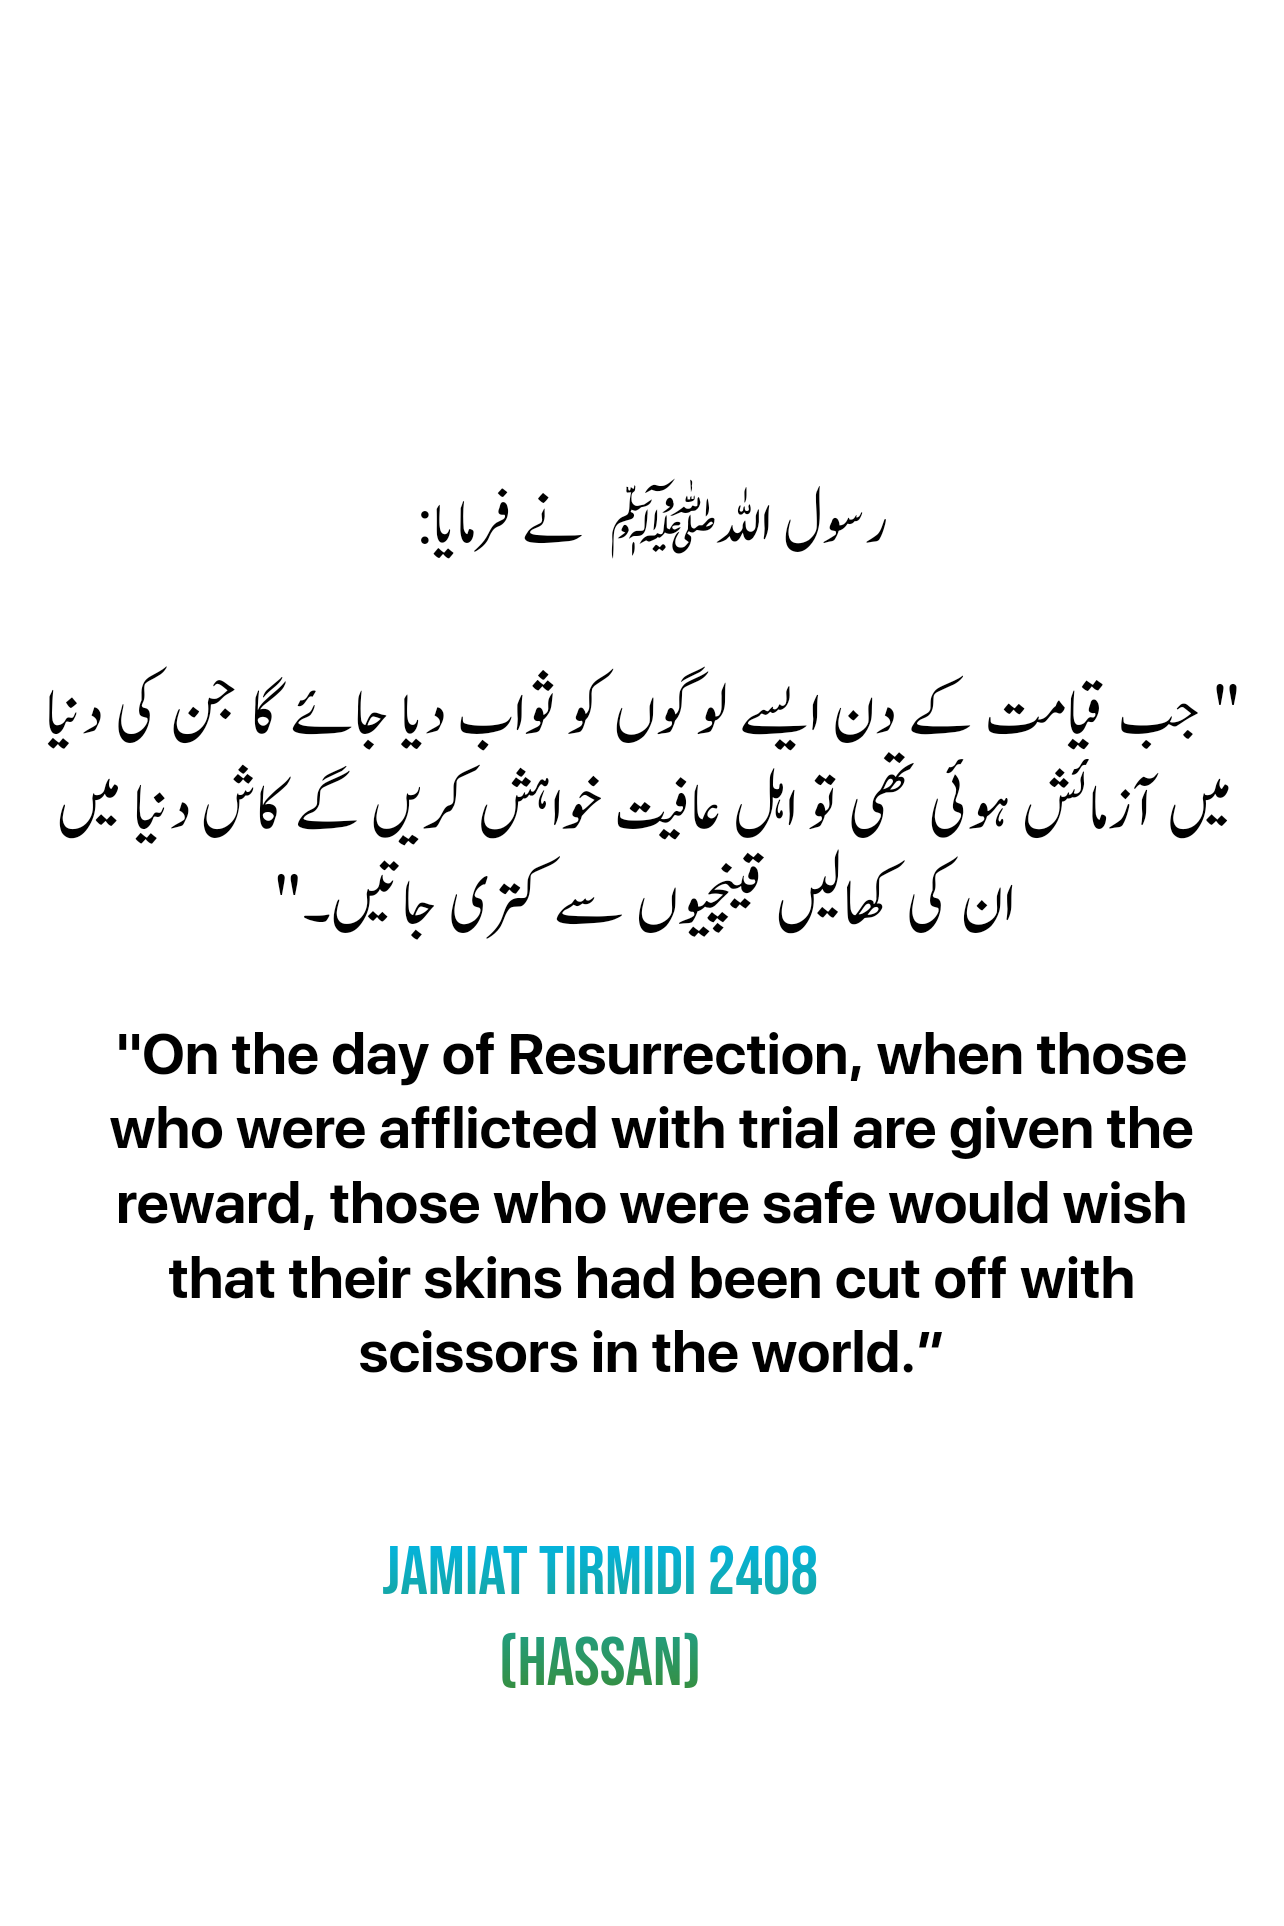 رسول اللہ ﷺ نے فرمایا:
" جب قیامت کے دن ایسے لوگوں کو ثواب دیا جائے گا جن کی دنیا
میں آزمائش ہوئی تھی تو اہل عافیت خواہش کریں گے کاش دنیا میں
ان کی کھالیں قینچیوں سے کتری جاتیں۔"
"On the day of Resurrection, when those
who were afflicted with trial are given the
reward, those who were safe would wish
that their skins had been cut off with
scissors in the world.”
JAMIAT TIRMIDI 2408
(HASSAN)